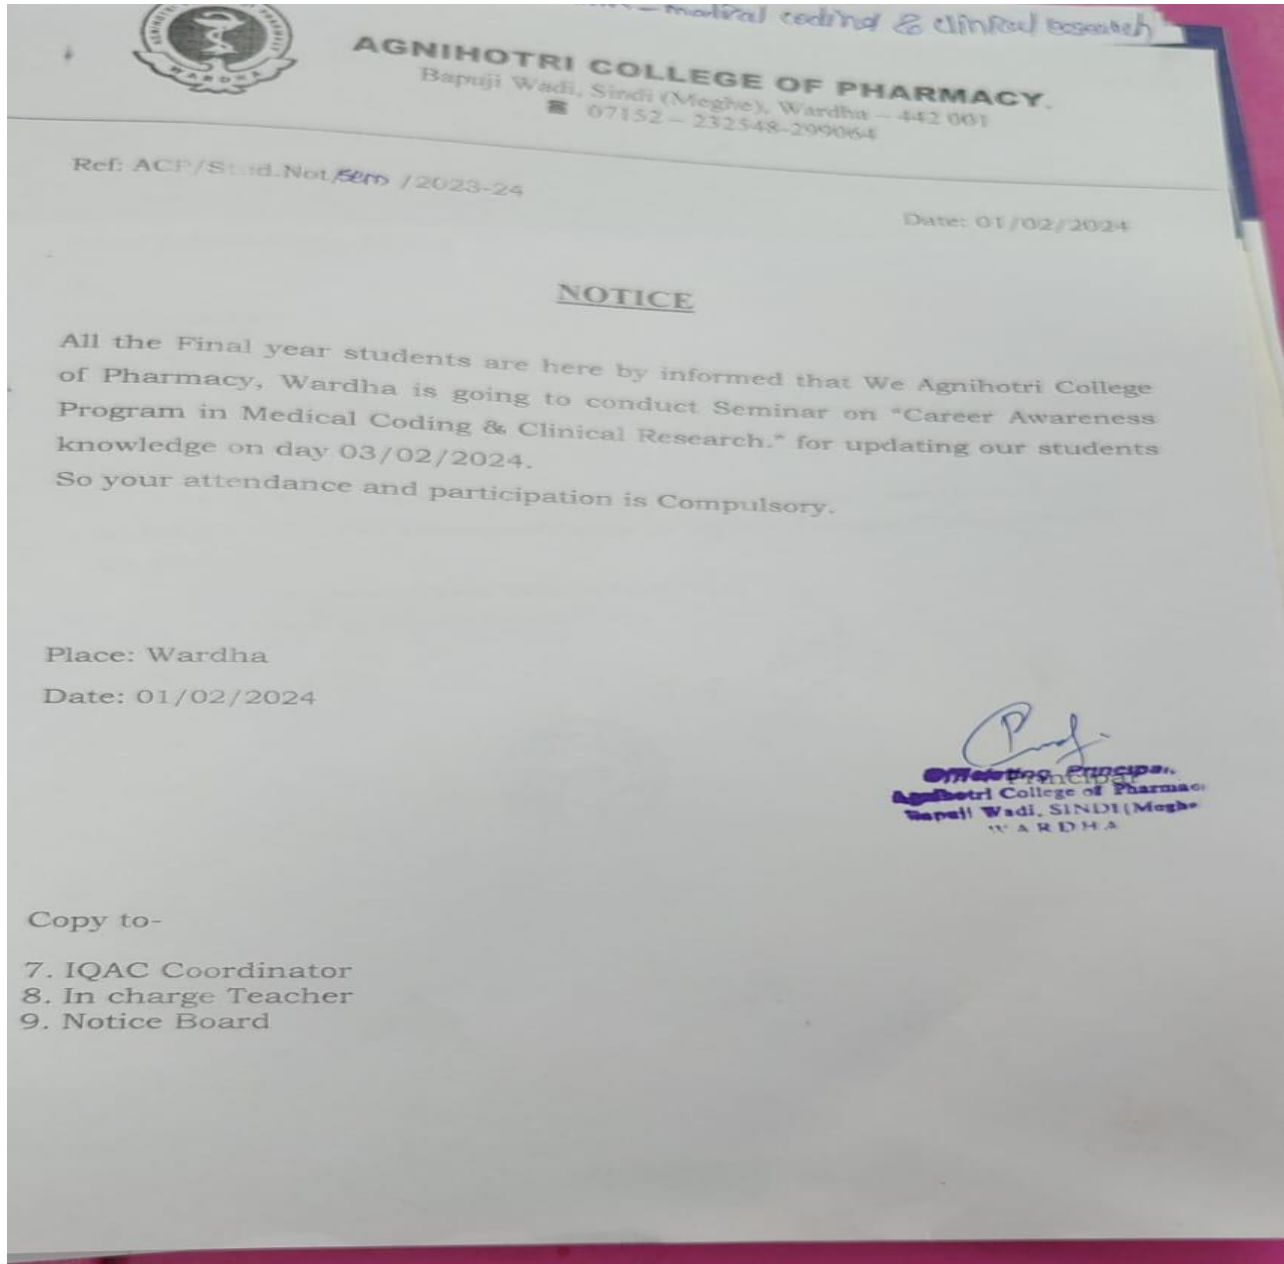 medical coding & clinical research
AGNIHOTRI COLLEGE OF PHARMACY.
Bapuji Wadi, Sindi (Meghe), Wardha – 442 001
☎ 07152 – 232548-299064
WARDHA
Ref: ACP/Stud.Not/sem /2023-24
Date: 01/02/2024
NOTICE
All the Final year students are here by informed that We Agnihotri College
of Pharmacy, Wardha is going to conduct Seminar on "Career Awareness
Program in Medical Coding & Clinical Research." for updating our students
knowledge on day 03/02/2024.
So your attendance and participation is Compulsory.
Place: Wardha
Date: 01/02/2024
Principal
Officiating Principal
Agnihotri College of Pharmac
Bapuji Wadi, SINDI (Meghe
WARDHA
Copy to-
7. IQAC Coordinator
8. In charge Teacher
9. Notice Board